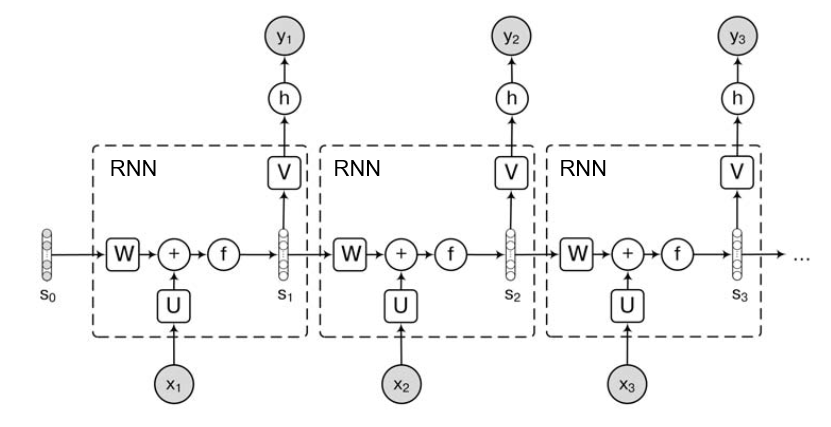 y₁ y₂ y₃
h h h
RNN RNN RNN
V V V
W + f W + f W + f ...
s₀ s₁ s₂ s₃
U U U
x₁ x₂ x₃